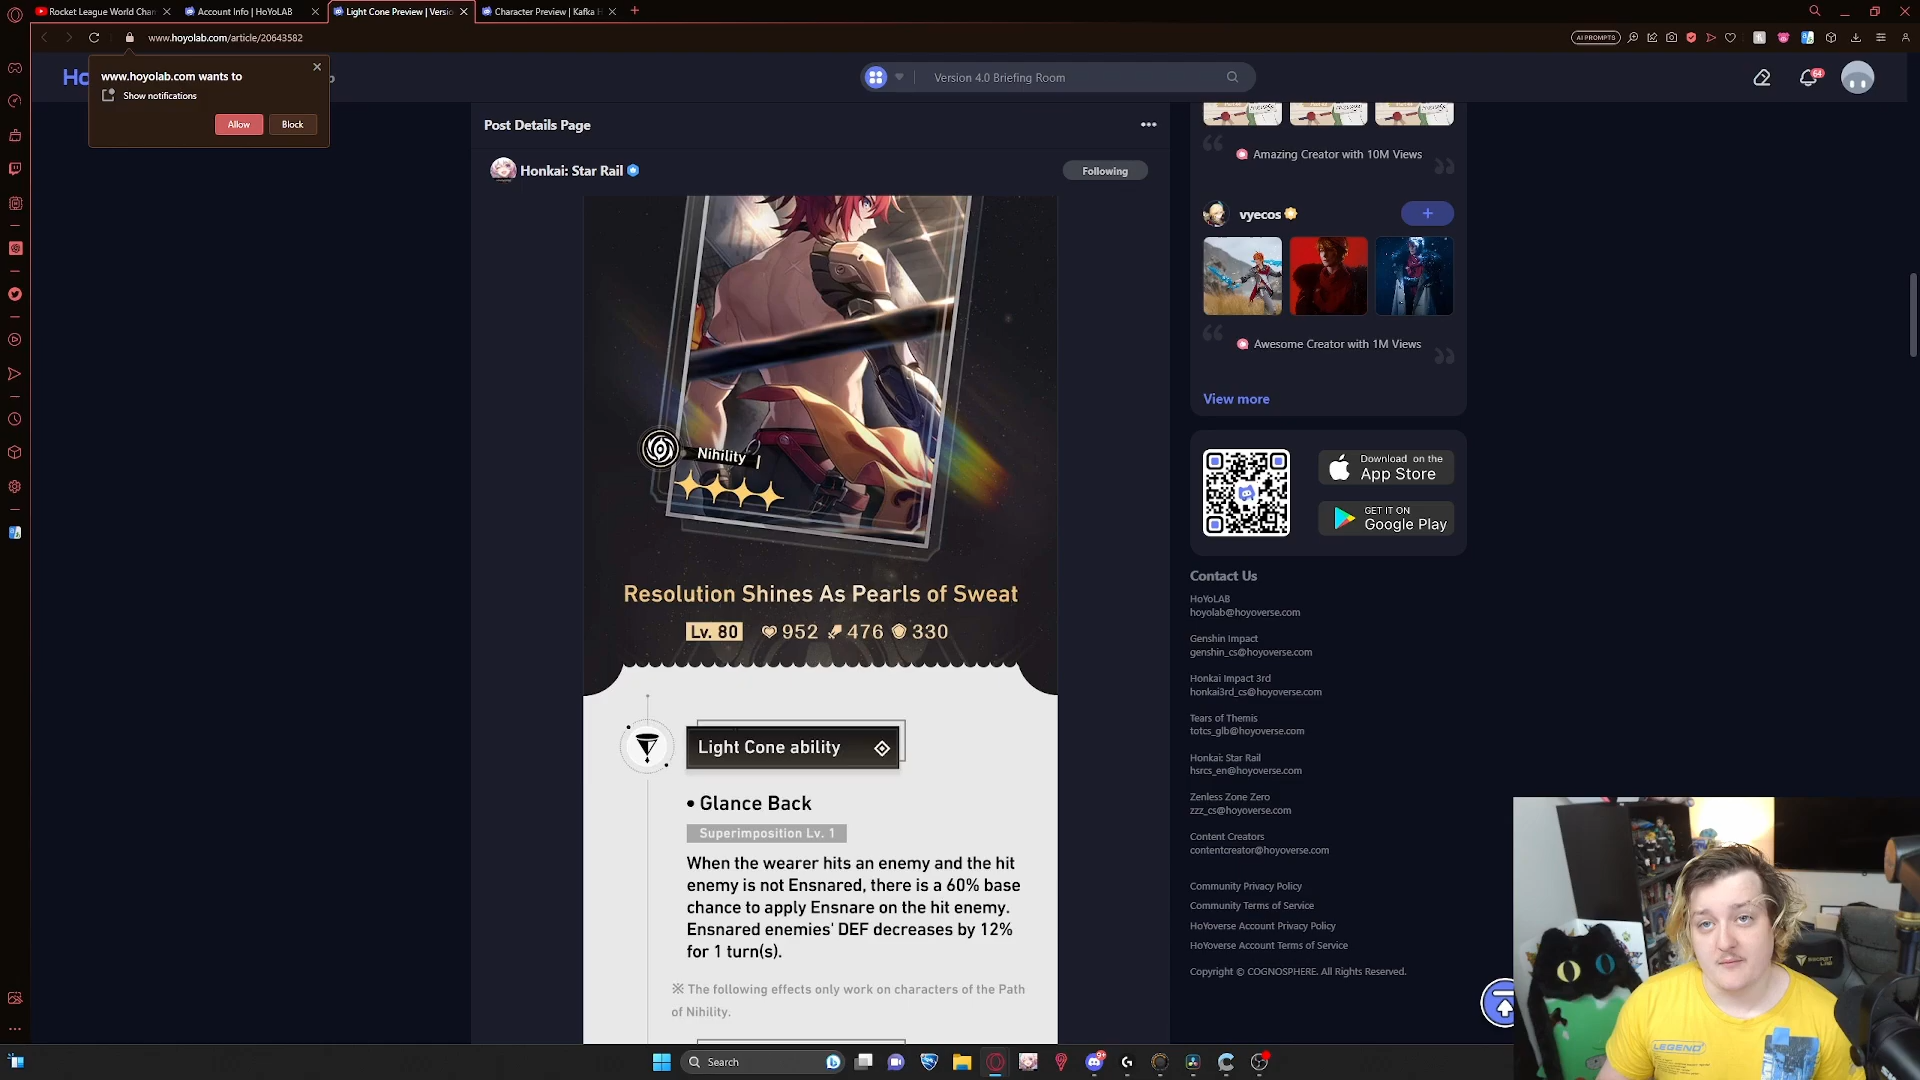 Rocket League World Chan
Account Info | HoYoLAB
Light Cone Preview | Versio
Character Preview | Kafka H
www.hoyolab.com/article/20643582
AI PROMPTS
www.hoyolab.com wants to
Show notifications
Allow
Block
Ho
Version 4.0 Briefing Room
64
Post Details Page
Honkai: Star Rail
Following
Nihility
Resolution Shines As Pearls of Sweat
Lv. 80 952 476 330
Light Cone ability
• Glance Back
Superimposition Lv. 1
When the wearer hits an enemy and the hit
enemy is not Ensnared, there is a 60% base
chance to apply Ensnare on the hit enemy.
Ensnared enemies' DEF decreases by 12%
for 1 turn(s).
※ The following effects only work on characters of the Path
of Nihility.
Amazing Creator with 10M Views
vyecos
Awesome Creator with 1M Views
View more
Download on the
App Store
GET IT ON
Google Play
Contact Us
HoYoLAB
hoyolab@hoyoverse.com
Genshin Impact
genshin_cs@hoyoverse.com
Honkai Impact 3rd
honkai3rd_cs@hoyoverse.com
Tears of Themis
totcs_glb@hoyoverse.com
Honkai: Star Rail
hsrcs_en@hoyoverse.com
Zenless Zone Zero
zzz_cs@hoyoverse.com
Content Creators
contentcreator@hoyoverse.com
Community Privacy Policy
Community Terms of Service
HoYoverse Account Privacy Policy
HoYoverse Account Terms of Service
Copyright © COGNOSPHERE. All Rights Reserved.
SECRET LAB
LEGEND
Search